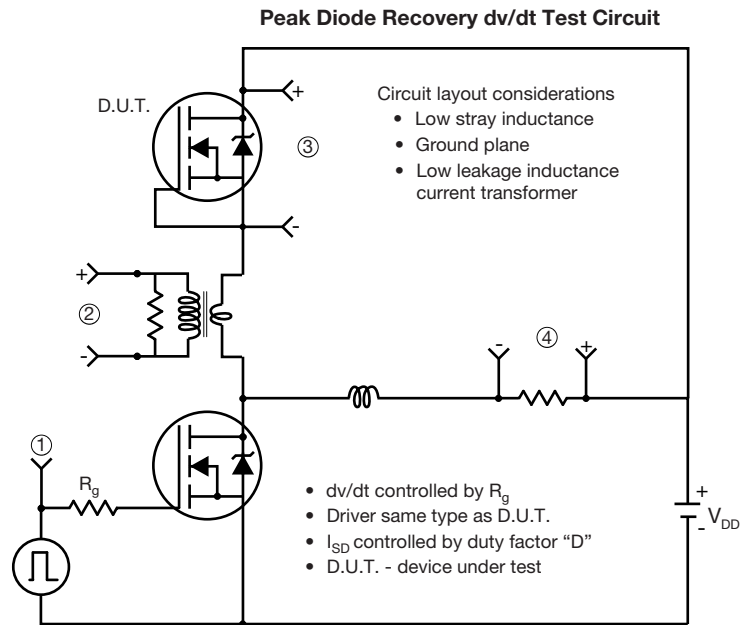 Peak Diode Recovery dv/dt Test Circuit
D.U.T.
+
Circuit layout considerations
• Low stray inductance
③
• Ground plane
• Low leakage inductance
current transformer
-
+
②
-
④
-
+
①
Rg
• dv/dt controlled by Rg
• Driver same type as D.U.T.
• ISD controlled by duty factor “D”
• D.U.T. - device under test
+
-
VDD